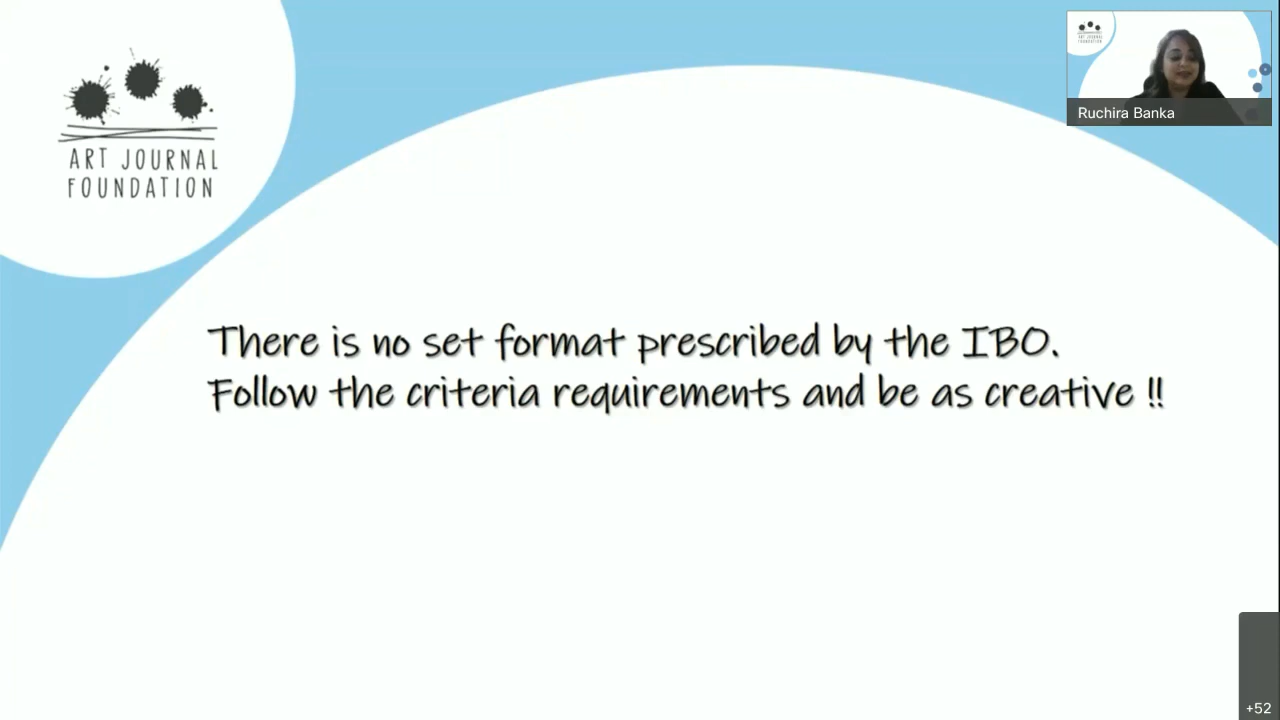 ART JOURNAL
FOUNDATION
Ruchira Banka
There is no set format prescribed by the IBO.
Follow the criteria requirements and be as creative !!
+52